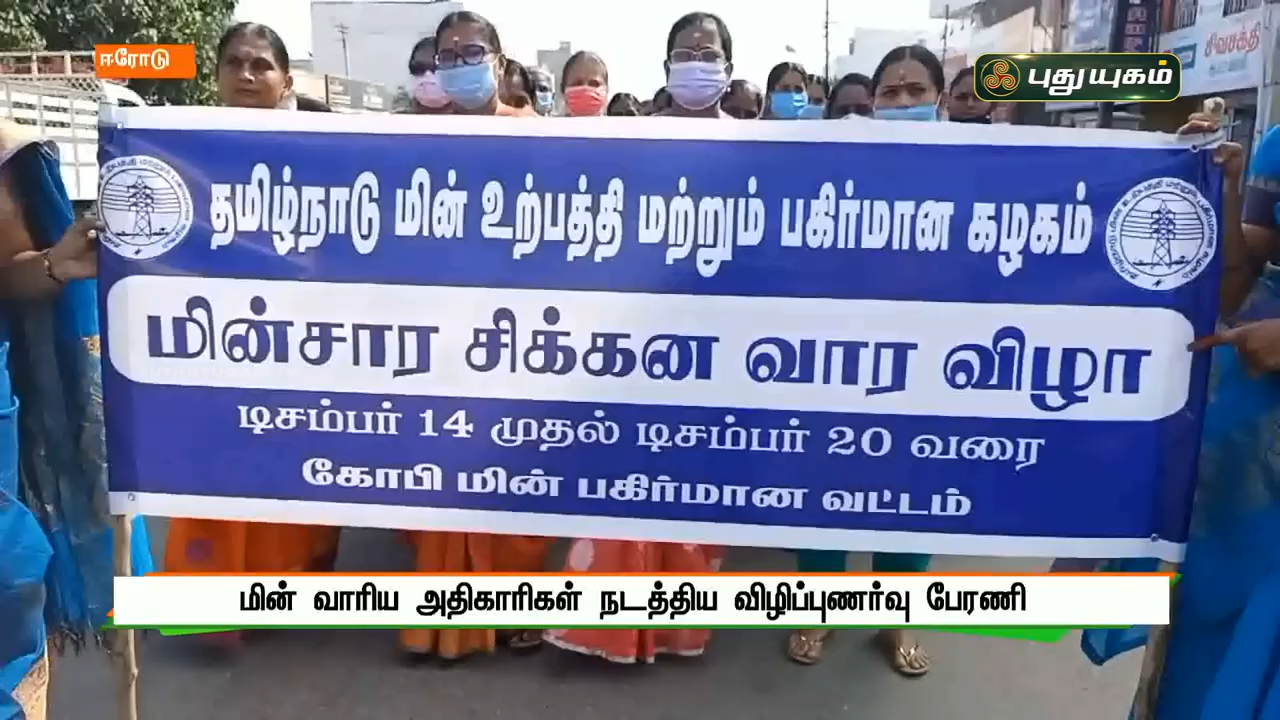 ஈரோடு
புதுயுகம்
சிவசக்தி
தமிழ்நாடு மின் உற்பத்தி மற்றும் பகிர்மான கழகம்
மின்சார சிக்கன வார விழா
டிசம்பர் 14 முதல் டிசம்பர் 20 வரை
கோபி மின் பகிர்மான வட்டம்
மின் வாரிய அதிகாரிகள் நடத்திய விழிப்புணர்வு பேரணி